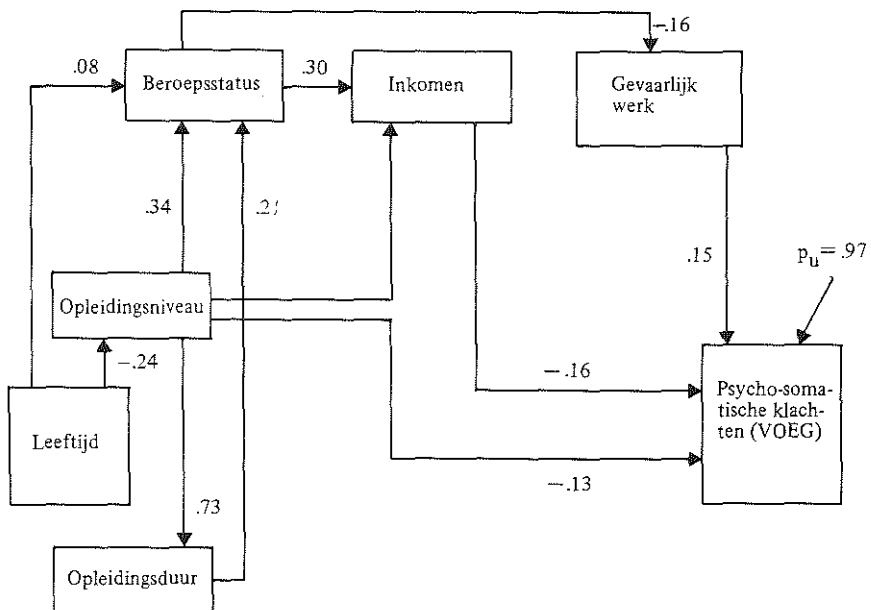 −.16
.08
Beroepsstatus
.30
Inkomen
Gevaarlijk
werk
.34
.21
.15
pu = .97
Opleidingsniveau
−.24
−.16
Psycho-soma-
tische klach-
ten (VOEG)
Leeftijd
−.13
.73
Opleidingsduur